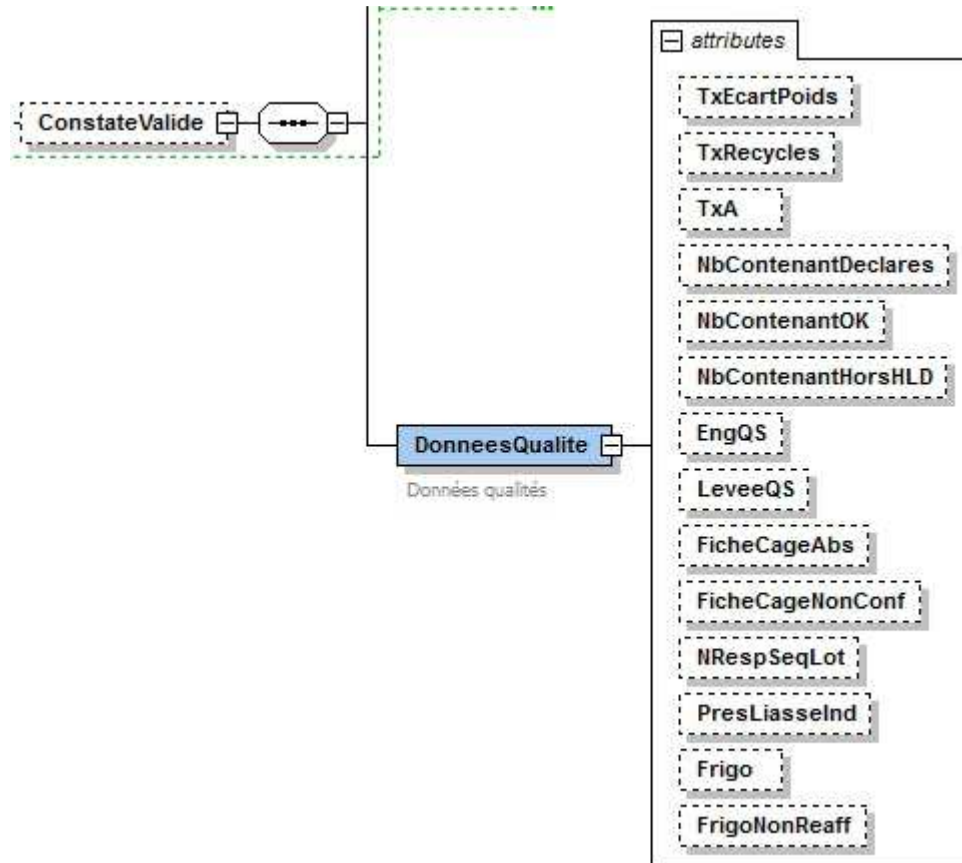 attributes
TxEcartPoids
ConstateValide
TxRecycles
TxA
NbContenantDeclares
NbContenantOK
NbContenantHorsHLD
EngQS
DonneesQualite
LeveeQS
Données qualités
FicheCageAbs
FicheCageNonConf
NRespSeqLot
PresLiasseInd
Frigo
FrigoNonReaff